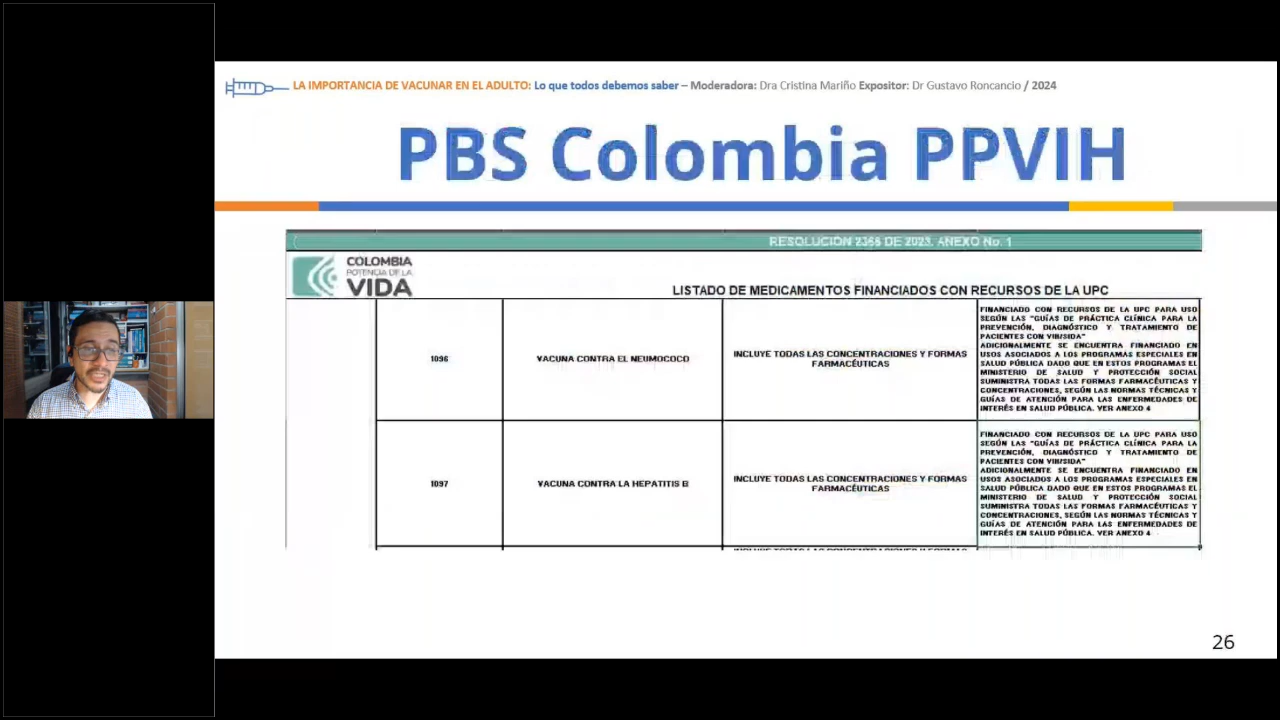 LA IMPORTANCIA DE VACUNAR EN EL ADULTO: Lo que todos debemos saber – Moderadora: Dra Cristina Mariño Expositor: Dr Gustavo Roncancio / 2024
PBS Colombia PPVIH
RESOLUCIÓN 2366 DE 2023. ANEXO No. 1
COLOMBIA
POTENCIA DE LA
VIDA
LISTADO DE MEDICAMENTOS FINANCIADOS CON RECURSOS DE LA UPC
1096
VACUNA CONTRA EL NEUMOCOCO
INCLUYE TODAS LAS CONCENTRACIONES Y FORMAS
FARMACÉUTICAS
FINANCIADO CON RECURSOS DE LA UPC PARA USO
SEGÚN LAS "GUÍAS DE PRÁCTICA CLÍNICA PARA LA
PREVENCIÓN, DIAGNÓSTICO Y TRATAMIENTO DE
PACIENTES CON VIH/SIDA"
ADICIONALMENTE SE ENCUENTRA FINANCIADO EN
USOS ASOCIADOS A LOS PROGRAMAS ESPECIALES EN
SALUD PÚBLICA DADO QUE EN ESTOS PROGRAMAS EL
MINISTERIO DE SALUD Y PROTECCIÓN SOCIAL
SUMINISTRA TODAS LAS FORMAS FARMACÉUTICAS Y
CONCENTRACIONES, SEGÚN LAS NORMAS TÉCNICAS Y
GUÍAS DE ATENCIÓN PARA LAS ENFERMEDADES DE
INTERÉS EN SALUD PÚBLICA. VER ANEXO 4
1097
VACUNA CONTRA LA HEPATITIS B
INCLUYE TODAS LAS CONCENTRACIONES Y FORMAS
FARMACÉUTICAS
FINANCIADO CON RECURSOS DE LA UPC PARA USO
SEGÚN LAS "GUÍAS DE PRÁCTICA CLÍNICA PARA LA
PREVENCIÓN, DIAGNÓSTICO Y TRATAMIENTO DE
PACIENTES CON VIH/SIDA"
ADICIONALMENTE SE ENCUENTRA FINANCIADO EN
USOS ASOCIADOS A LOS PROGRAMAS ESPECIALES EN
SALUD PÚBLICA DADO QUE EN ESTOS PROGRAMAS EL
MINISTERIO DE SALUD Y PROTECCIÓN SOCIAL
SUMINISTRA TODAS LAS FORMAS FARMACÉUTICAS Y
CONCENTRACIONES, SEGÚN LAS NORMAS TÉCNICAS Y
GUÍAS DE ATENCIÓN PARA LAS ENFERMEDADES DE
INTERÉS EN SALUD PÚBLICA. VER ANEXO 4
26